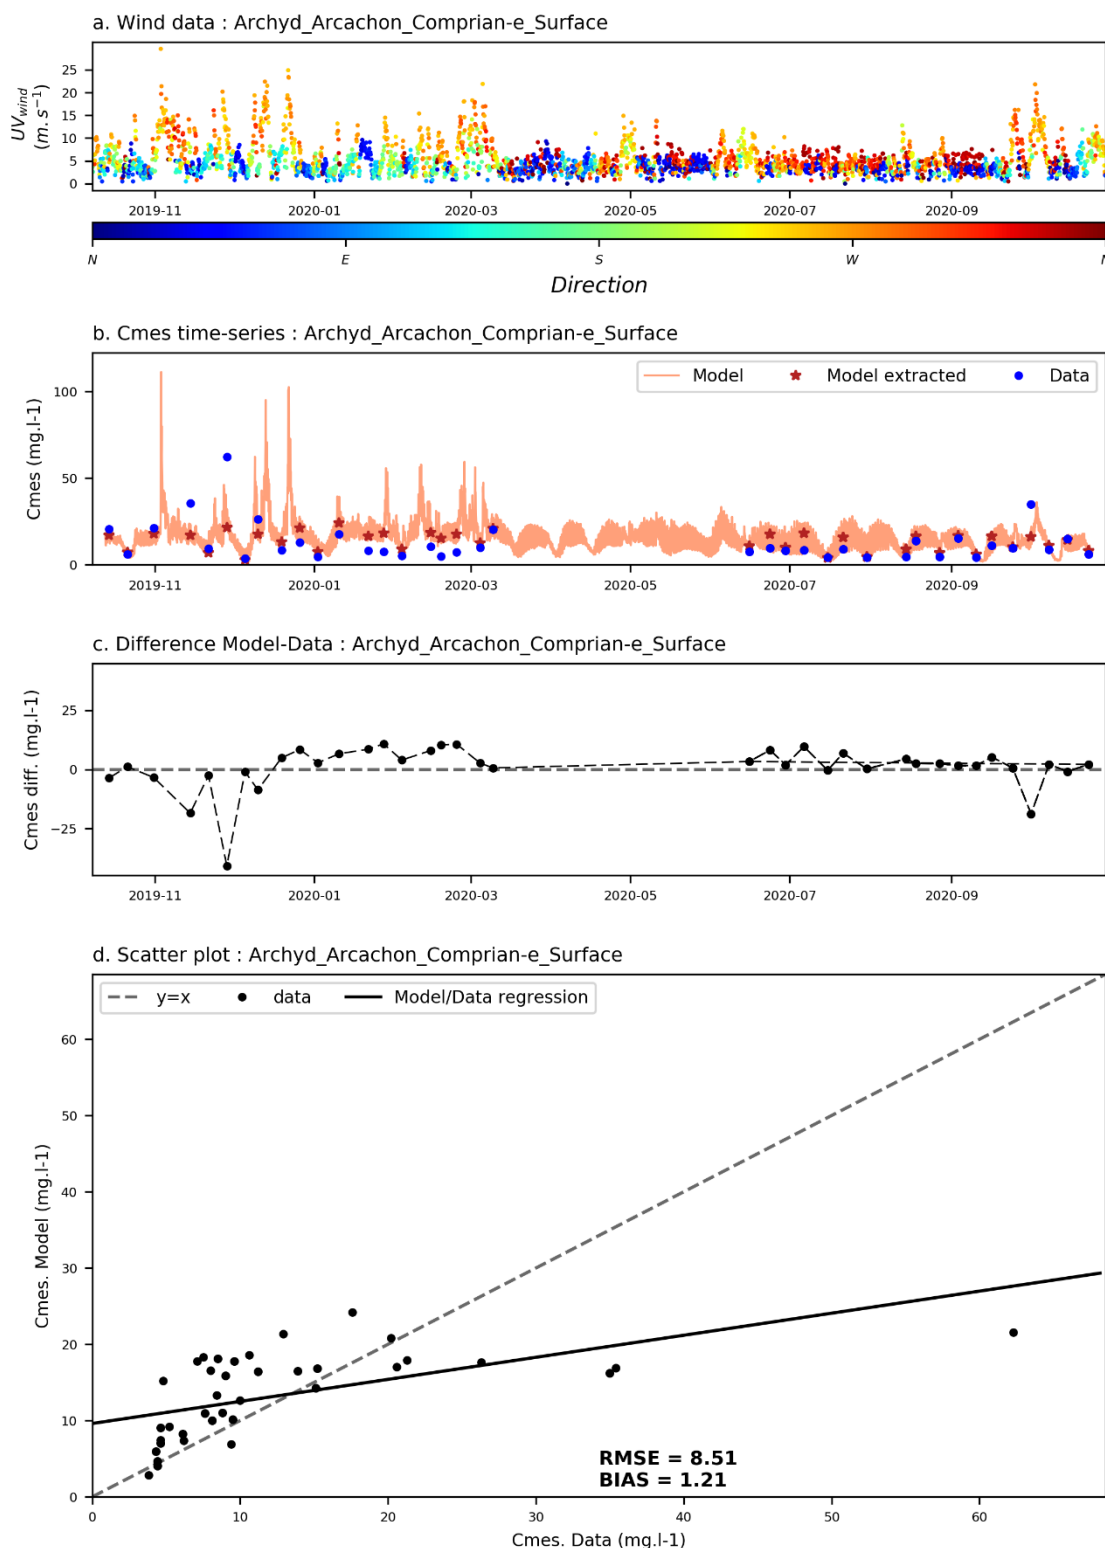 a. Wind data : Archyd_Arcachon_Comprian-e_Surface
UV_wind
(m.s⁻¹)
25
20
15
10
5
0
2019-11 2020-01 2020-03 2020-05 2020-07 2020-09
N E S W
Direction
b. Cmes time-series : Archyd_Arcachon_Comprian-e_Surface
Cmes (mg.l-1)
Model Model extracted Data
100
50
0
2019-11 2020-01 2020-03 2020-05 2020-07 2020-09
c. Difference Model-Data : Archyd_Arcachon_Comprian-e_Surface
Cmes diff. (mg.l-1)
25
0
−25
2019-11 2020-01 2020-03 2020-05 2020-07 2020-09
d. Scatter plot : Archyd_Arcachon_Comprian-e_Surface
y=x data Model/Data regression
Cmes. Model (mg.l-1)
60
50
40
30
20
10
0
RMSE = 8.51
BIAS = 1.21
0 10 20 30 40 50 60
Cmes. Data (mg.l-1)